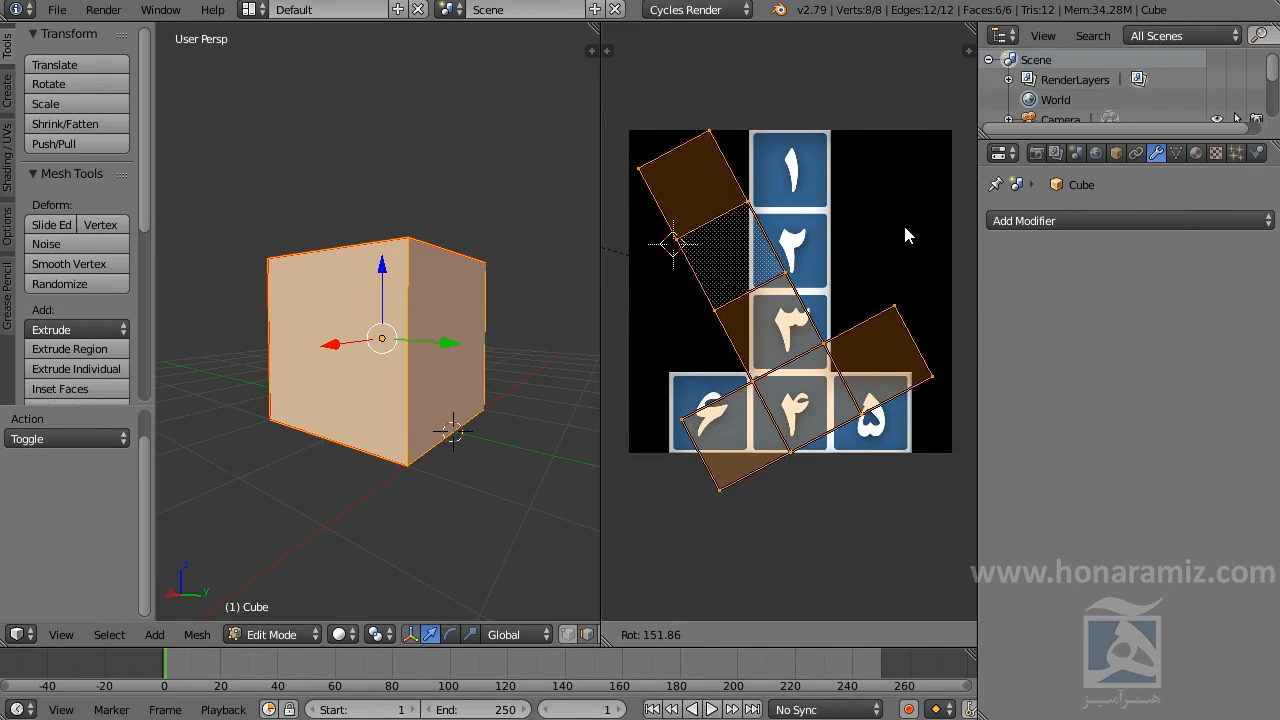 Render Window Help Default Scene Cycles Render v2.79 | Verts:8/8 | Edges:12/12 | Faces:6/6 | Tris:12 | Mem:34.28M | Cube
Tools
Create
Shading / UVs
Options
Grease Pencil
Transform
Translate
Rotate
Scale
Shrink/Fatten
Push/Pull
Mesh Tools
Deform:
Slide Ed Vertex
Noise
Smooth Vertex
Randomize
Add:
Extrude
Extrude Region
Extrude Individual
Inset Faces
Action
Toggle
User Persp
(1) Cube
View Select Add Mesh Edit Mode Global
۱
۲
۳
۶ ۴ ۵
Rot: 151.86
View Search All Scenes
Scene
RenderLayers
World
Camera
Cube
Add Modifier
www.honaramiz.com
هنرآمیز
-40 -20 0 20 40 60 80 100 120 140 160 180 200 220 240 260
View Marker Frame Playback Start: 1 End: 250 1 No Sync